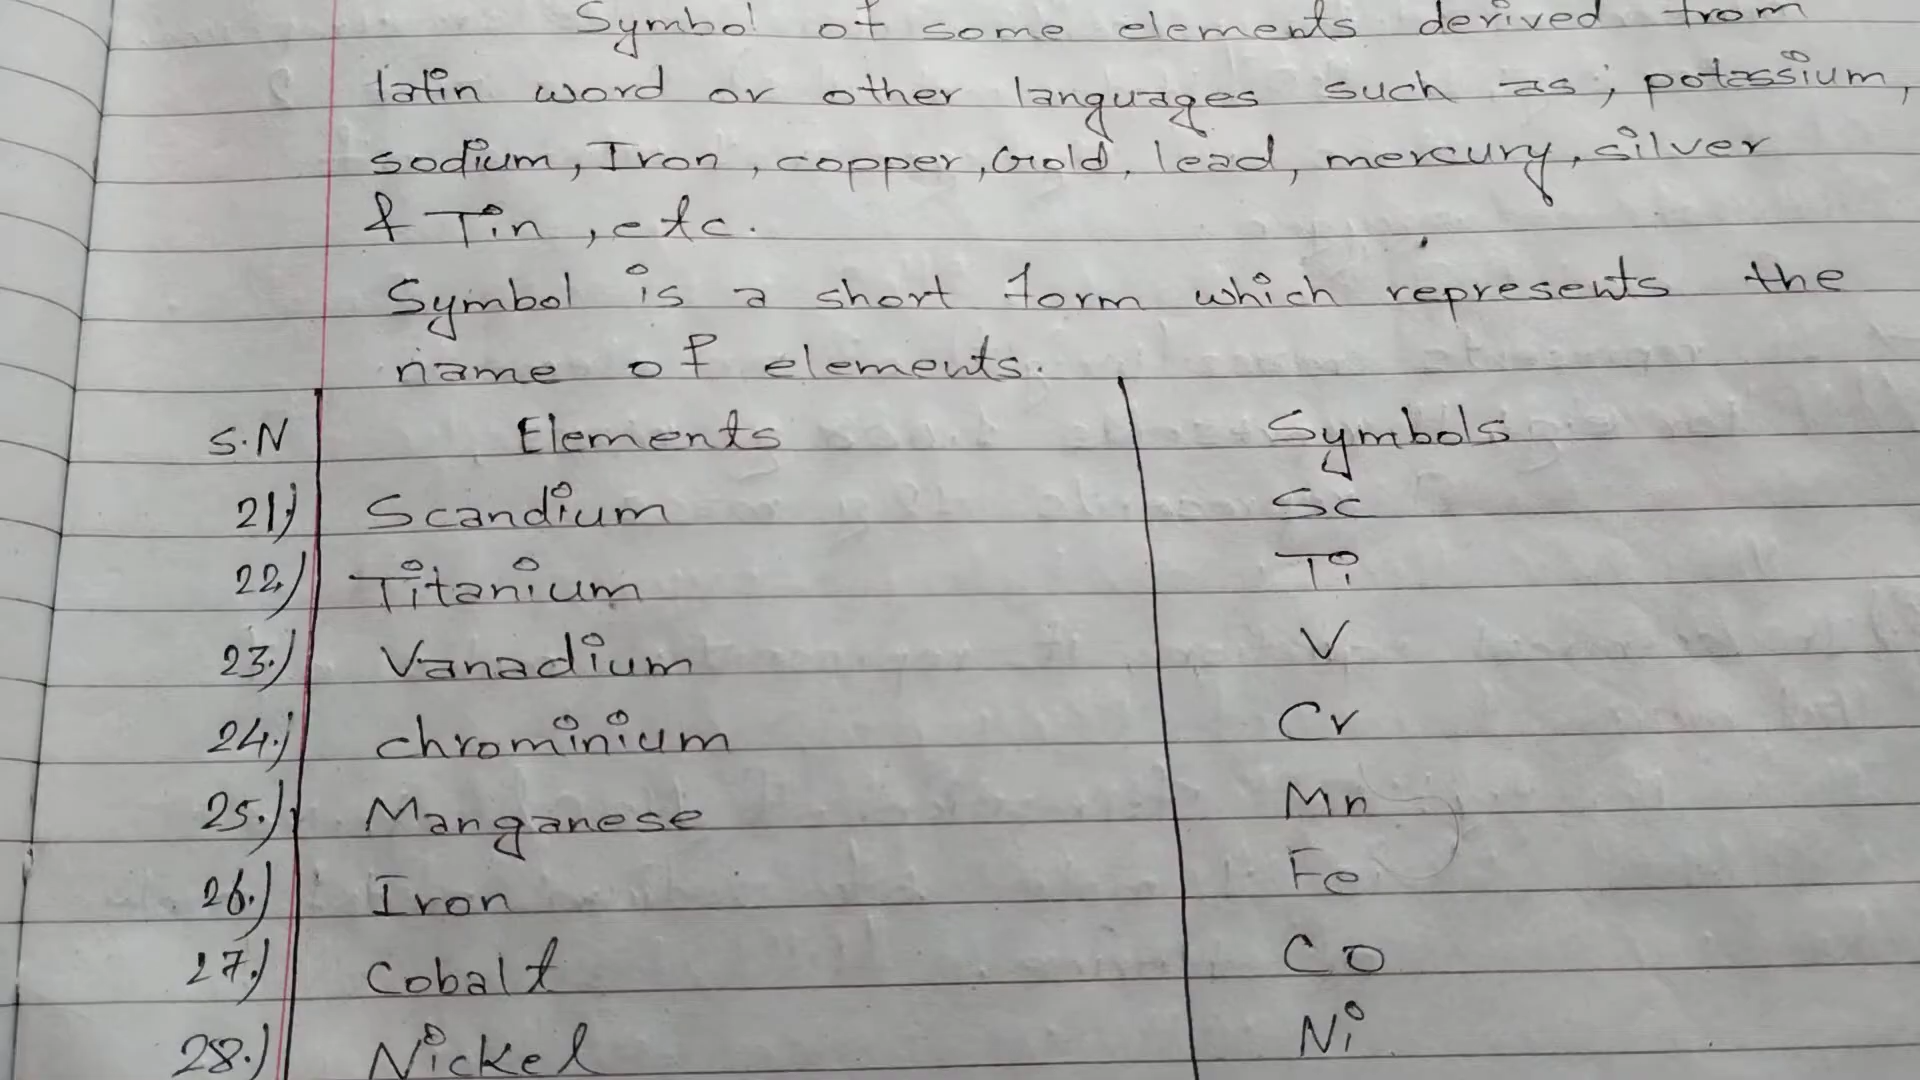 Symbol of some elements derived from
latin word or other languages such as; potassium,
sodium, Iron, copper, Gold, lead, mercury, silver
& Tin, etc.
Symbol is a short form which represents the
name of elements.
S.N Elements Symbols
21.) Scandium Sc
22.) Titanium Ti
23.) Vanadium V
24.) chrominium Cr
25.) Manganese Mn
26.) Iron Fe
27.) Cobalt Co
28.) Nickel Ni